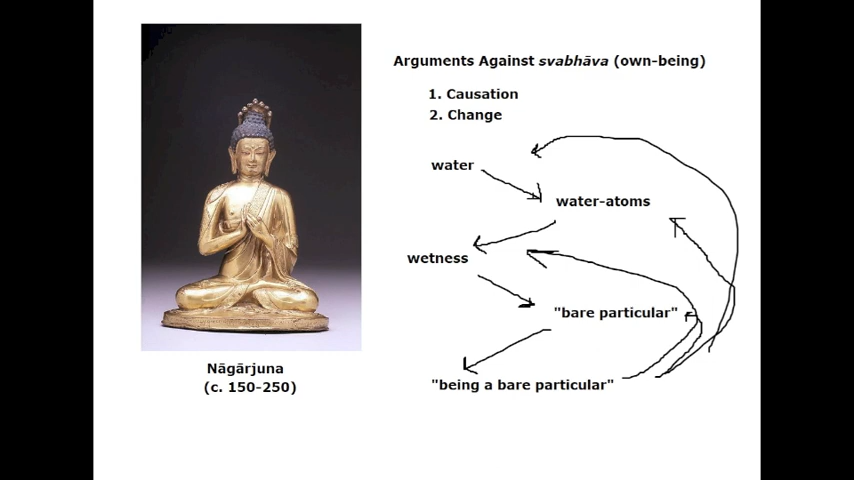 Arguments Against svabhāva (own-being)
1. Causation
2. Change
water
water-atoms
wetness
"bare particular"
"being a bare particular"
Nāgārjuna
(c. 150-250)